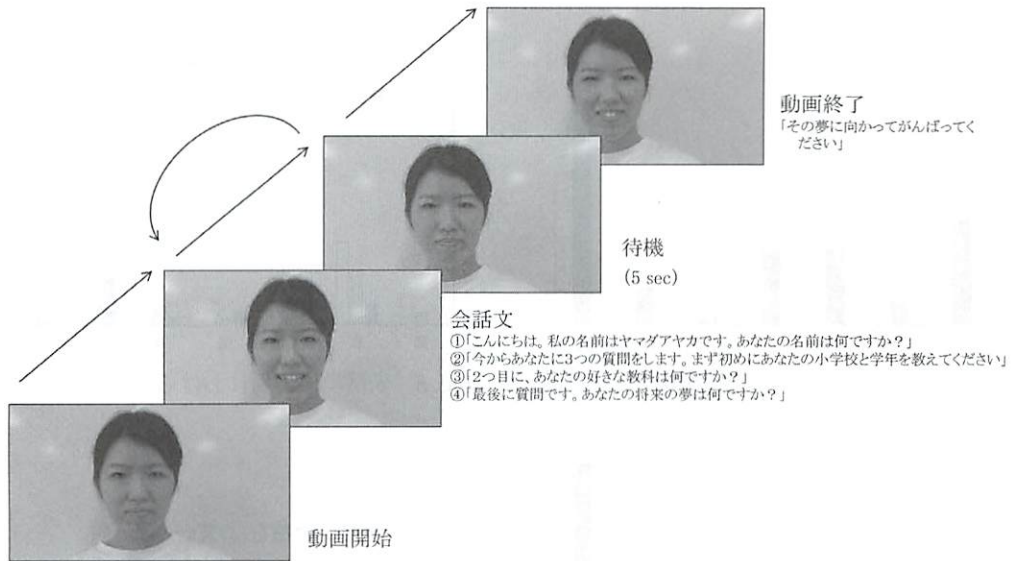 動画終了
「その夢に向かってがんばってく
ださい」
待機
(5 sec)
会話文
①「こんにちは。私の名前はヤマダアヤカです。あなたの名前は何ですか？」
②「今からあなたに3つの質問をします。まず初めにあなたの小学校と学年を教えてください」
③「2つ目に、あなたの好きな教科は何ですか？」
④「最後に質問です。あなたの将来の夢は何ですか？」
動画開始